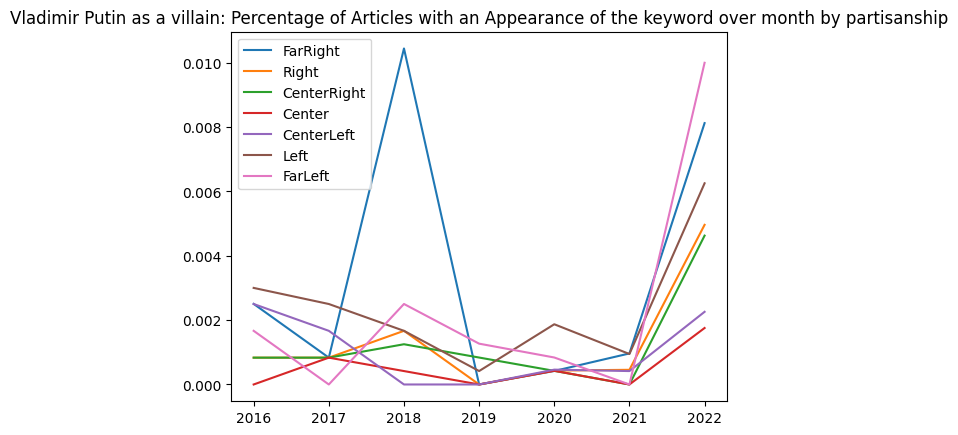 Vladimir Putin as a villain: Percentage of Articles with an Appearance of the keyword over month by partisanship
FarRight
Right
CenterRight
Center
CenterLeft
Left
FarLeft
0.010
0.008
0.006
0.004
0.002
0.000
2016 2017 2018 2019 2020 2021 2022